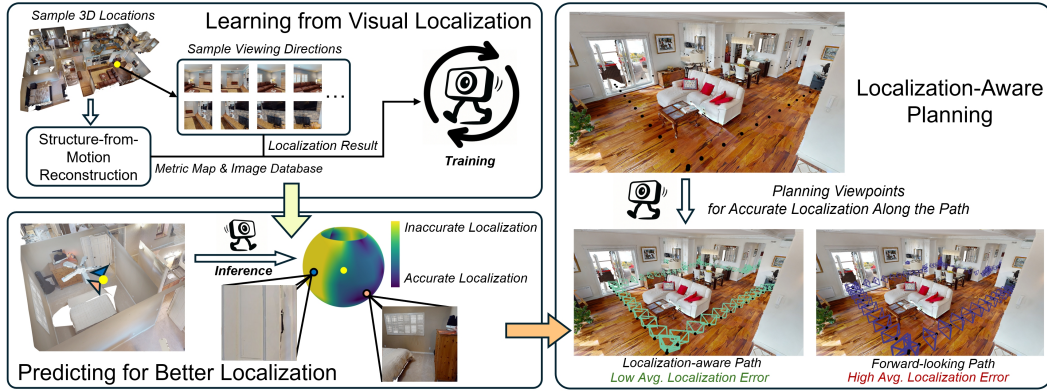 Sample 3D Locations
Learning from Visual Localization
Sample Viewing Directions
...
Structure-from-
Motion
Reconstruction
Localization Result
Metric Map & Image Database
Training
Inference
Inaccurate Localization
Accurate Localization
Predicting for Better Localization
Localization-Aware
Planning
Planning Viewpoints
for Accurate Localization Along the Path
Localization-aware Path
Low Avg. Localization Error
Forward-looking Path
High Avg. Localization Error